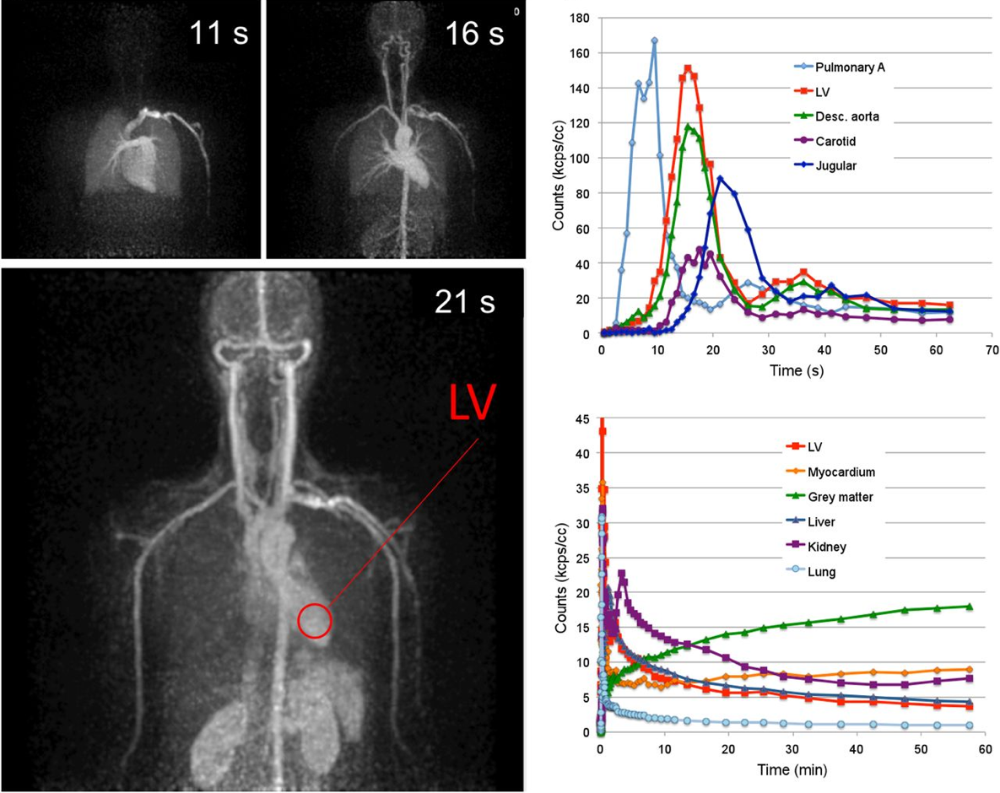 11 s
16 s
0
21 s
LV
180
160
140
120
100
80
60
40
20
0
Counts (kcps/cc)
0 10 20 30 40 50 60 70
Time (s)
Pulmonary A
LV
Desc. aorta
Carotid
Jugular
45
40
35
30
25
20
15
10
5
0
Counts (kcps/cc)
0 10 20 30 40 50 60
Time (min)
LV
Myocardium
Grey matter
Liver
Kidney
Lung